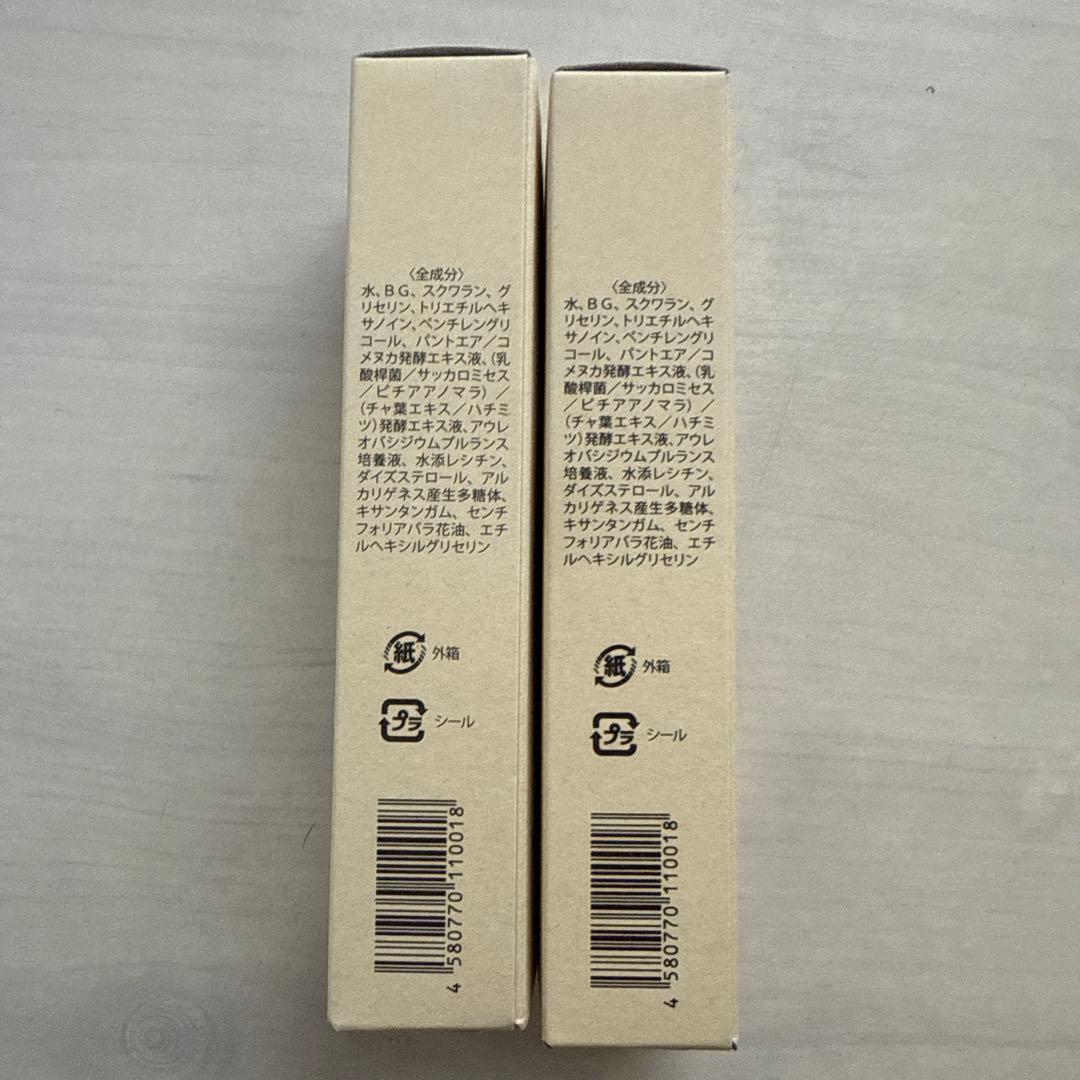 〈全成分〉
水、BG、スクワラン、グ
リセリン、トリエチルヘキ
サノイン、ペンチレングリ
コール、パントエア／コ
メヌカ発酵エキス液、（乳
酸桿菌／サッカロミセス
／ピチアアノマラ）／
（チャ葉エキス／ハチミ
ツ）発酵エキス液、アウレ
オバシジウムプルランス
培養液、水添レシチン、
ダイズステロール、アル
カリゲネス産生多糖体、
キサンタンガム、センチ
フォリアバラ花油、エチ
ルヘキシルグリセリン
紙 外箱
プラ シール
4 580770 110018
〈全成分〉
水、BG、スクワラン、グ
リセリン、トリエチルヘキ
サノイン、ペンチレングリ
コール、パントエア／コ
メヌカ発酵エキス液、（乳
酸桿菌／サッカロミセス
／ピチアアノマラ）／
（チャ葉エキス／ハチミ
ツ）発酵エキス液、アウレ
オバシジウムプルランス
培養液、水添レシチン、
ダイズステロール、アル
カリゲネス産生多糖体、
キサンタンガム、センチ
フォリアバラ花油、エチ
ルヘキシルグリセリン
紙 外箱
プラ シール
4 580770 110018